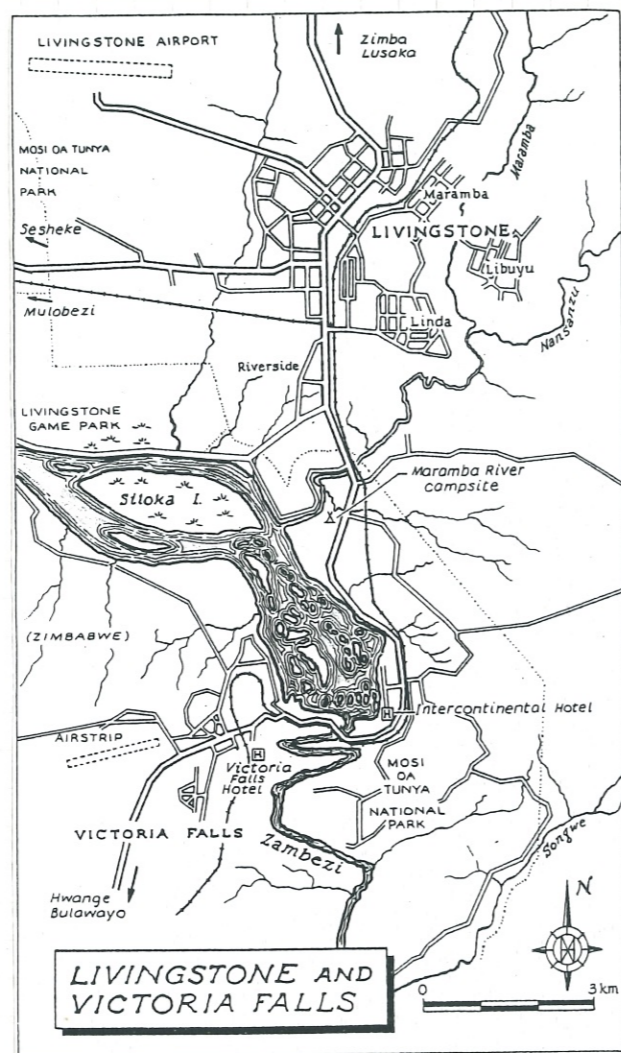 LIVINGSTONE AIRPORT
Zimba
Lusaka
MOSI OA TUNYA
NATIONAL
PARK
Maramba
Maramba
LIVINGSTONE
Sesheke
Libuyu
Mulobezi
Nansanzu
Linda
Riverside
LIVINGSTONE
GAME PARK
Maramba River
campsite
Siloka I.
(ZIMBABWE)
H Intercontinental Hotel
AIRSTRIP
H
Victoria
Falls
Hotel
MOSI
OA
TUNYA
NATIONAL
PARK
VICTORIA FALLS
Zambezi
Songwe
Hwange
Bulawayo
N
LIVINGSTONE AND
VICTORIA FALLS
0 3km